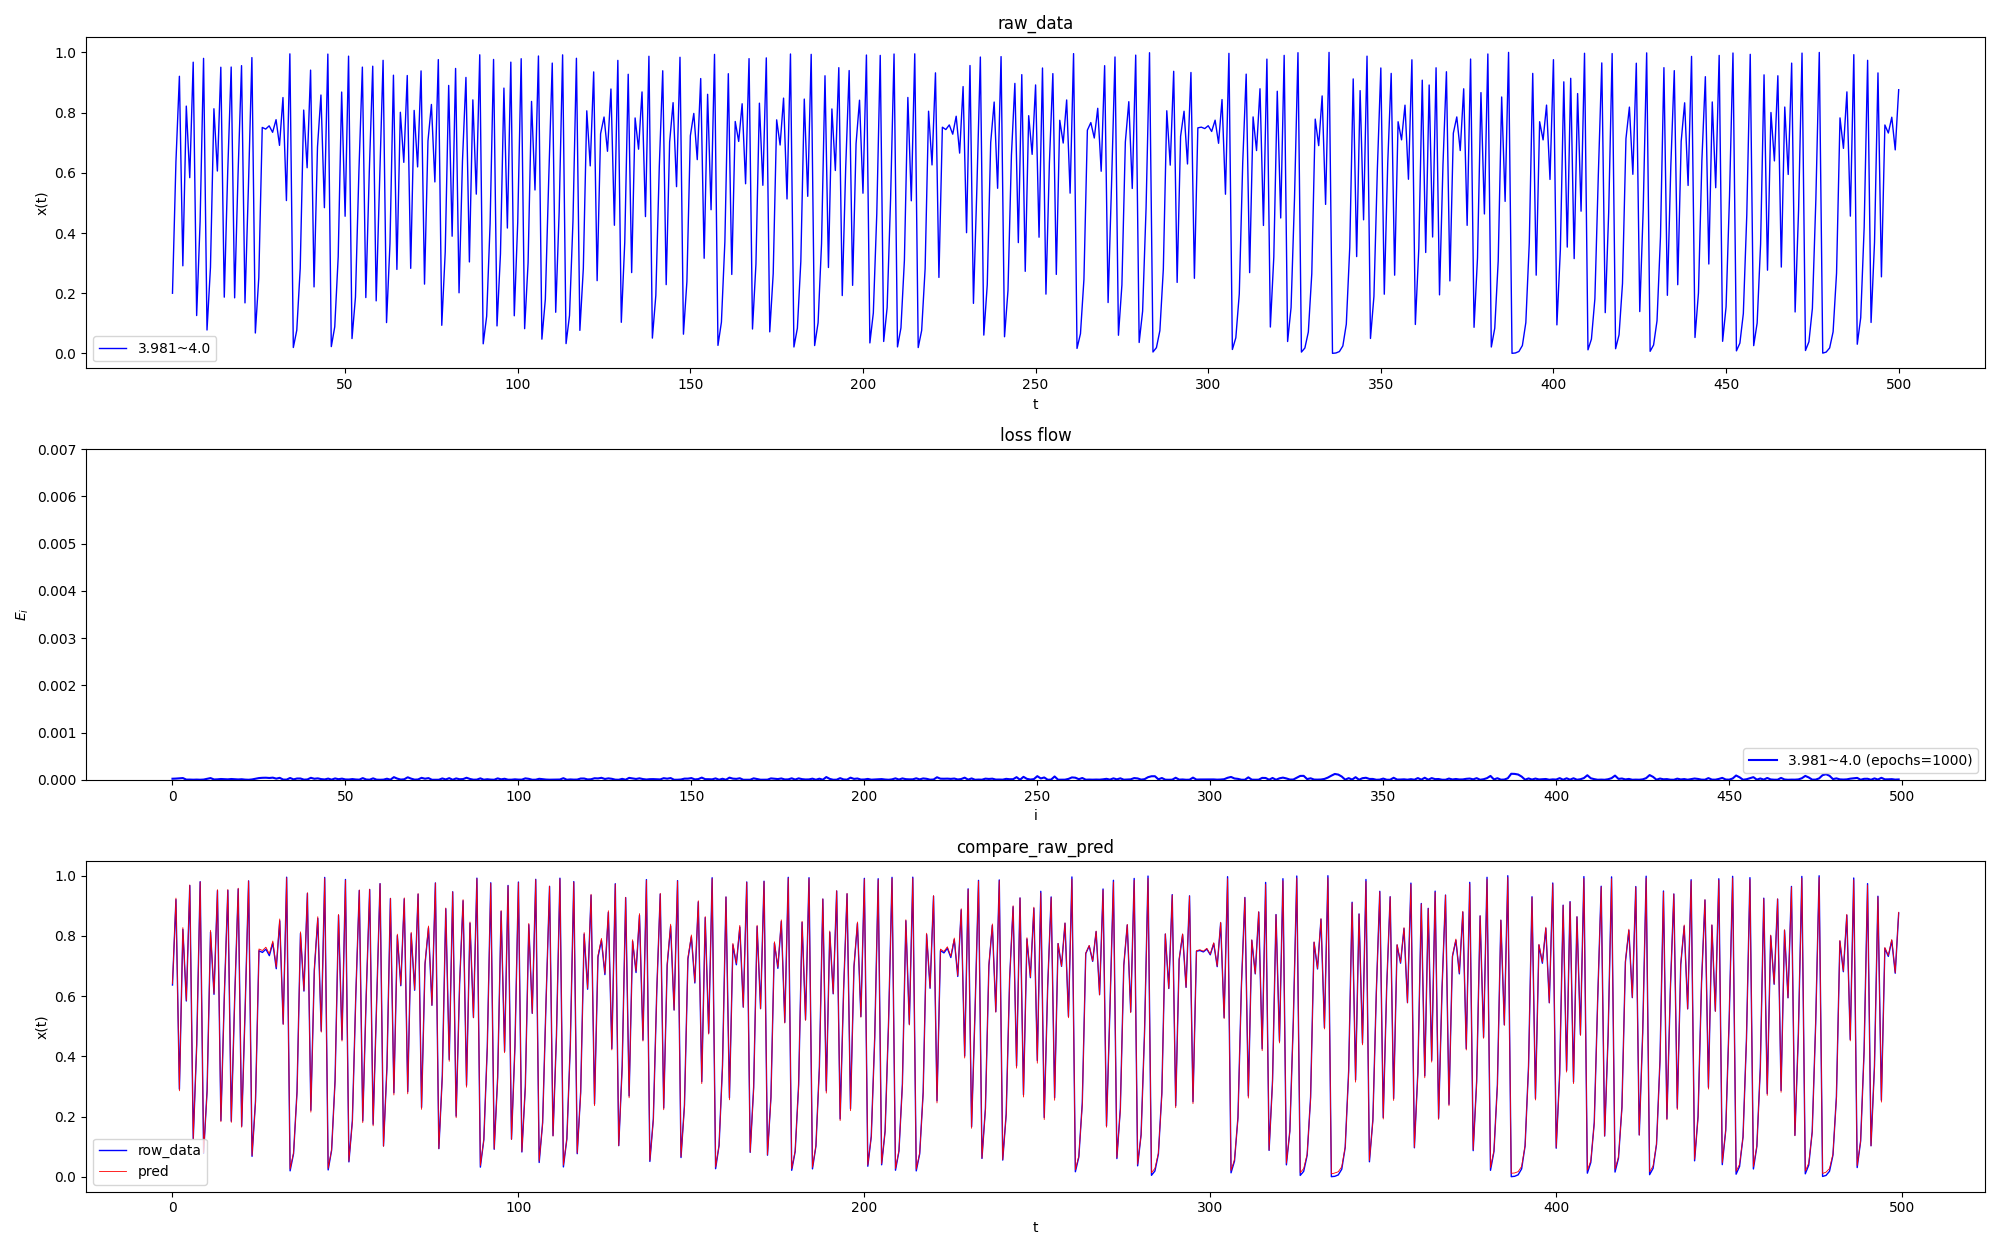 raw_data
1.0
0.8
0.6
0.4
0.2
0.0
x(t)
3.981~4.0
50 100 150 200 250 300 350 400 450 500
t
loss flow
0.007
0.006
0.005
0.004
0.003
0.002
0.001
0.000
E_i
3.981~4.0 (epochs=1000)
0 50 100 150 200 250 300 350 400 450 500
i
compare_raw_pred
1.0
0.8
0.6
0.4
0.2
0.0
x(t)
row_data
pred
0 100 200 300 400 500
t